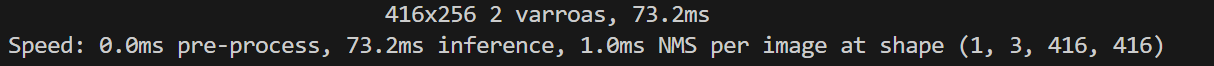 416x256 2 varroas, 73.2ms
Speed: 0.0ms pre-process, 73.2ms inference, 1.0ms NMS per image at shape (1, 3, 416, 416)